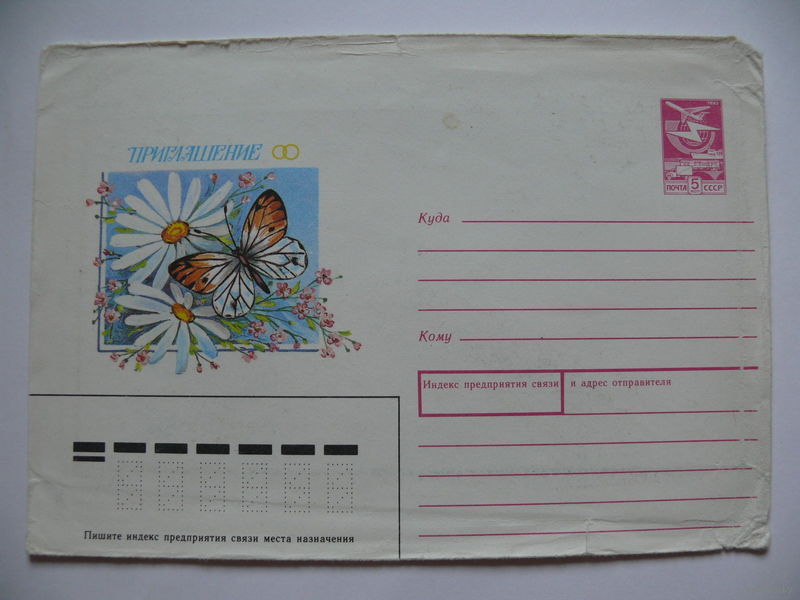 ПРИГЛАШЕНИЕ
ПОЧТА 5 СССР
Куда
Кому
Индекс предприятия связи и адрес отправителя
Пишите индекс предприятия связи места назначения